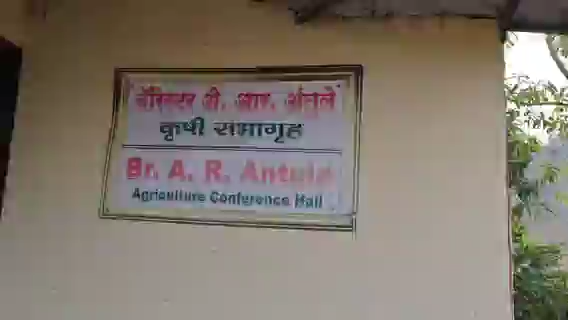 बॅरिस्टर ए. आर. अंतुले
कृषी सभागृह
Br. A. R. Antule
Agriculture Conference Hall